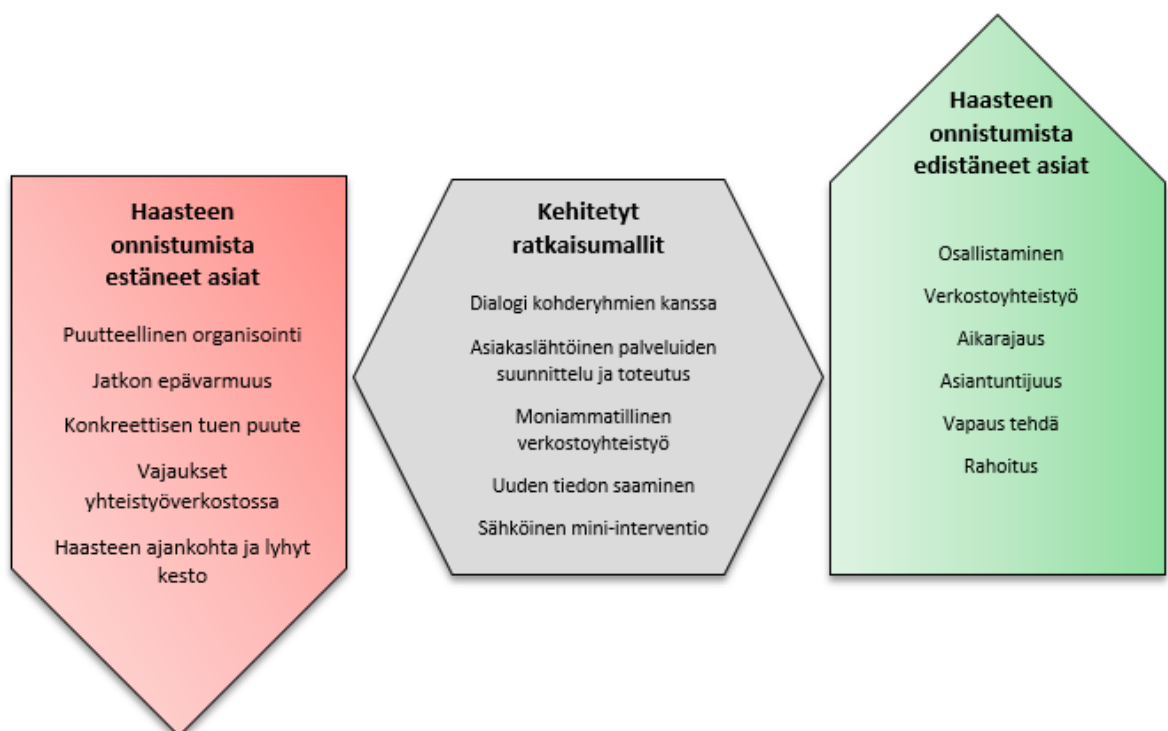 Haasteen
onnistumista
estäneet asiat
Puutteellinen organisointi
Jatkon epävarmuus
Konkreettisen tuen puute
Vajaukset
yhteistyöverkostossa
Haasteen ajankohta ja lyhyt
kesto
Kehitetyt
ratkaisumallit
Dialogi kohderyhmien kanssa
Asiakaslähtöinen palveluiden
suunnittelu ja toteutus
Moniammatillinen
verkostoyhteistyö
Uuden tiedon saaminen
Sähköinen mini-interventio
Haasteen
onnistumista
edistäneet asiat
Osallistaminen
Verkostoyhteistyö
Aikarajaus
Asiantuntijuus
Vapaus tehdä
Rahoitus